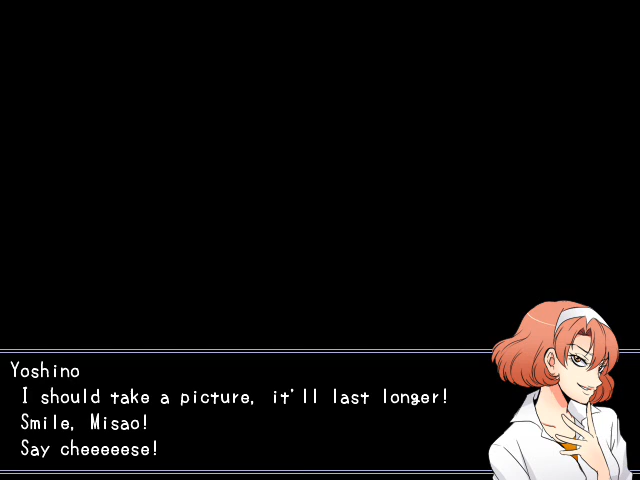 Yoshino
I should take a picture, it'll last longer!
Smile, Misao!
Say cheeeeese!